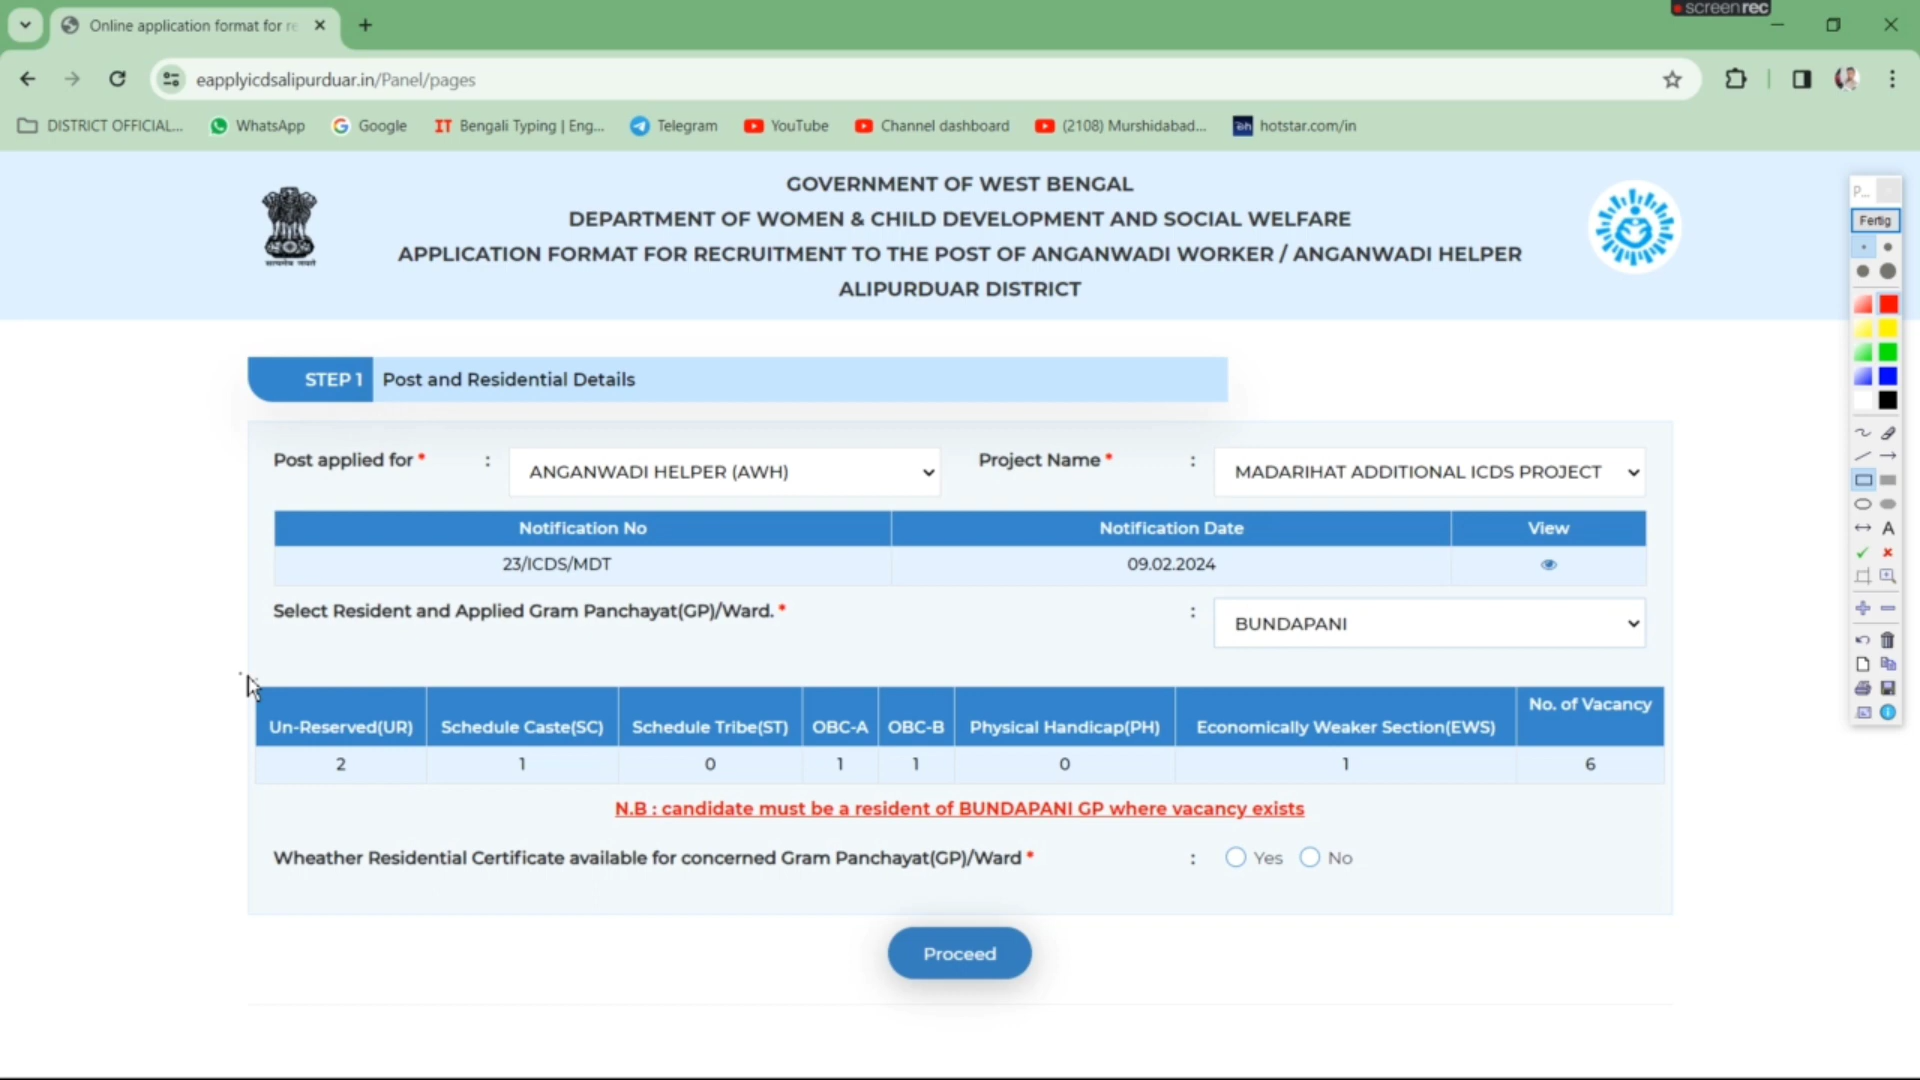 screenrec
Online application format for re
eapplyicdsalipurduar.in/Panel/pages
DISTRICT OFFICIAL... WhatsApp Google IT Bengali Typing | Eng... Telegram YouTube Channel dashboard (2108) Murshidabad... hotstar.com/in
GOVERNMENT OF WEST BENGAL
DEPARTMENT OF WOMEN & CHILD DEVELOPMENT AND SOCIAL WELFARE
APPLICATION FORMAT FOR RECRUITMENT TO THE POST OF ANGANWADI WORKER / ANGANWADI HELPER
ALIPURDUAR DISTRICT
सत्यमेव जयते
P...
Fertig
A
STEP 1 Post and Residential Details
Post applied for * : ANGANWADI HELPER (AWH) Project Name * : MADARIHAT ADDITIONAL ICDS PROJECT
Notification No Notification Date View
23/ICDS/MDT 09.02.2024
Select Resident and Applied Gram Panchayat(GP)/Ward. * : BUNDAPANI
Un-Reserved(UR) Schedule Caste(SC) Schedule Tribe(ST) OBC-A OBC-B Physical Handicap(PH) Economically Weaker Section(EWS) No. of Vacancy
2 1 0 1 1 0 1 6
N.B : candidate must be a resident of BUNDAPANI GP where vacancy exists
Wheather Residential Certificate available for concerned Gram Panchayat(GP)/Ward * : Yes No
Proceed